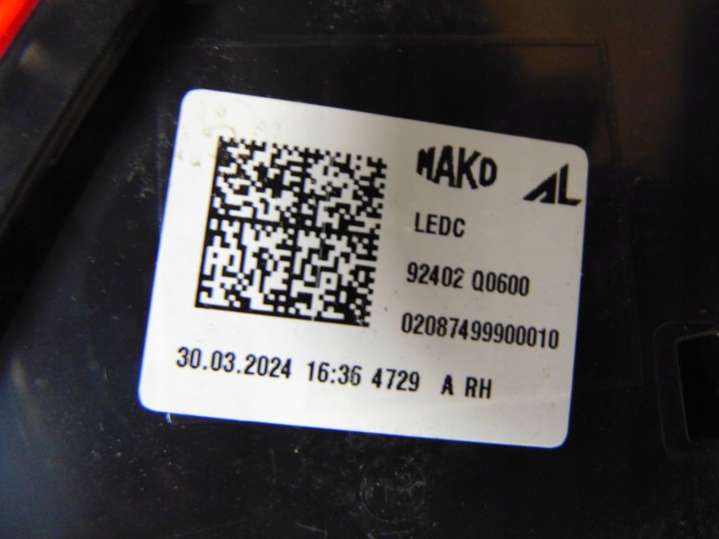 MAKO AL
LEDC
92402 Q0600
02087499900010
30.03.2024 16:36 4729 A RH